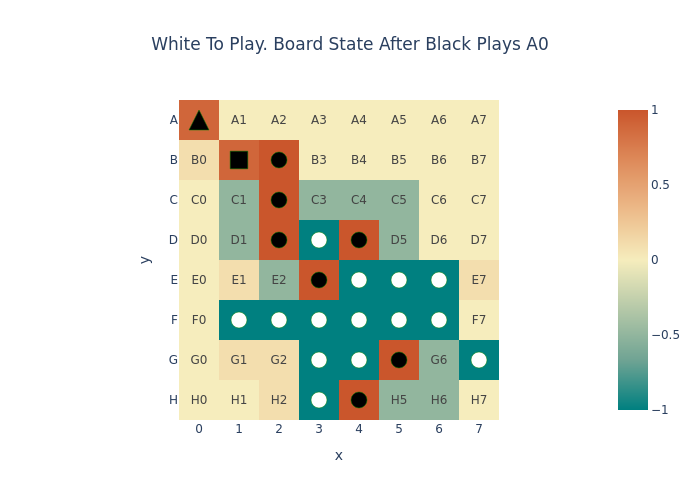 White To Play. Board State After Black Plays A0
A A1 A2 A3 A4 A5 A6 A7 1
B B0 B3 B4 B5 B6 B7
C C0 C1 C3 C4 C5 C6 C7 0.5
D D0 D1 D5 D6 D7
y 0
E E0 E1 E2 E7
F F0 F7 −0.5
G G0 G1 G2 G6
H H0 H1 H2 H5 H6 H7 −1
0 1 2 3 4 5 6 7
x